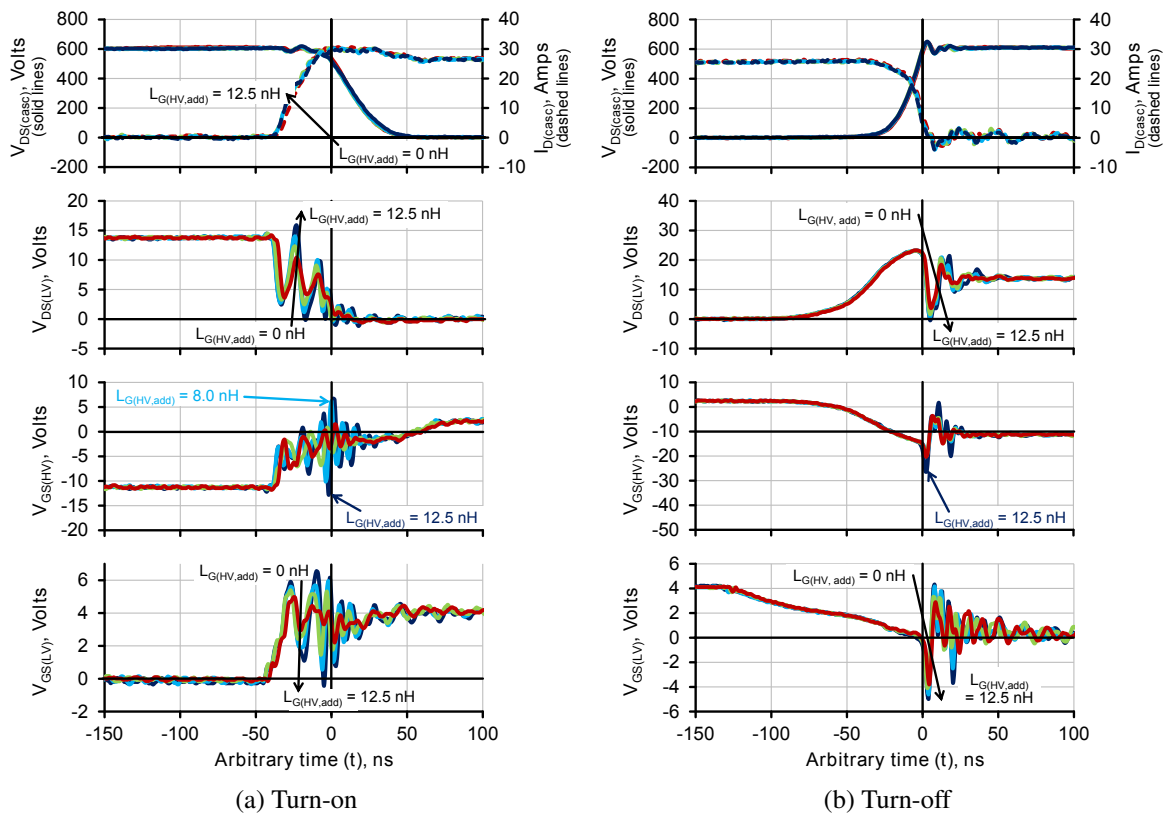 800
600
400
200
0
-200
V_DS(casc), Volts
(solid lines)
40
30
20
10
0
-10
I_D(casc), Amps
(dashed lines)
L_G(HV,add) = 12.5 nH
L_G(HV,add) = 0 nH
20
15
10
5
0
-5
V_DS(LV), Volts
L_G(HV,add) = 12.5 nH
L_G(HV,add) = 0 nH
10
5
0
-5
-10
-15
-20
V_GS(HV), Volts
L_G(HV,add) = 8.0 nH
L_G(HV,add) = 12.5 nH
6
4
2
0
-2
V_GS(LV), Volts
L_G(HV,add) = 0 nH
L_G(HV,add) = 12.5 nH
-150
-100
-50
0
50
100
Arbitrary time (t), ns
(a) Turn-on
800
600
400
200
0
-200
V_DS(casc), Volts
(solid lines)
40
30
20
10
0
-10
I_D(casc), Amps
(dashed lines)
40
30
20
10
0
-10
V_DS(LV), Volts
L_G(HV, add) = 0 nH
L_G(HV,add) = 12.5 nH
10
0
-10
-20
-30
-40
-50
V_GS(HV), Volts
L_G(HV,add) = 12.5 nH
6
4
2
0
-2
-4
-6
V_GS(LV), Volts
L_G(HV, add) = 0 nH
L_G(HV,add)
= 12.5 nH
-150
-100
-50
0
50
100
Arbitrary time (t), ns
(b) Turn-off